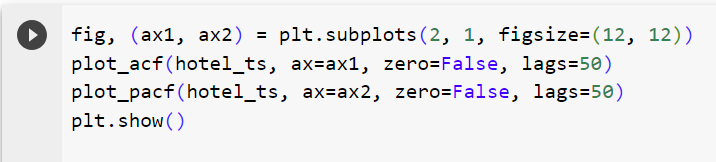 fig, (ax1, ax2) = plt.subplots(2, 1, figsize=(12, 12))
plot_acf(hotel_ts, ax=ax1, zero=False, lags=50)
plot_pacf(hotel_ts, ax=ax2, zero=False, lags=50)
plt.show()